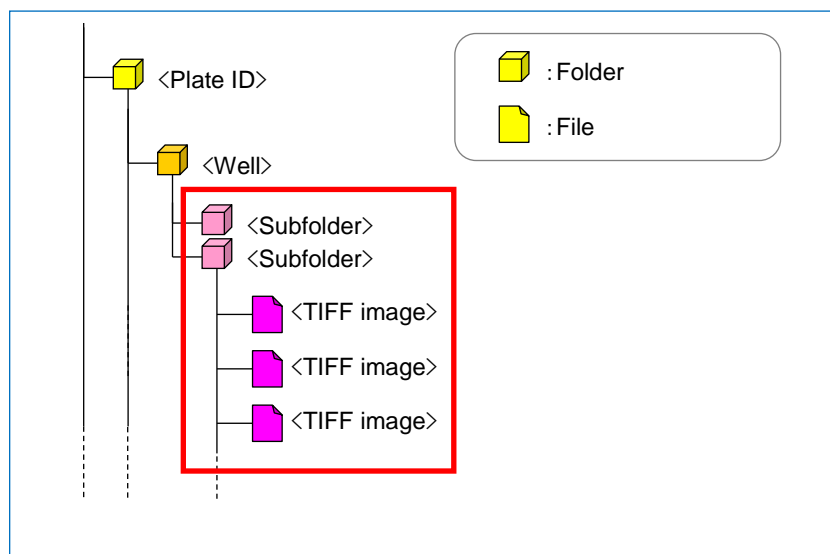 <Plate ID>
<Well>
<Subfolder>
<Subfolder>
<TIFF image>
<TIFF image>
<TIFF image>
: Folder
: File